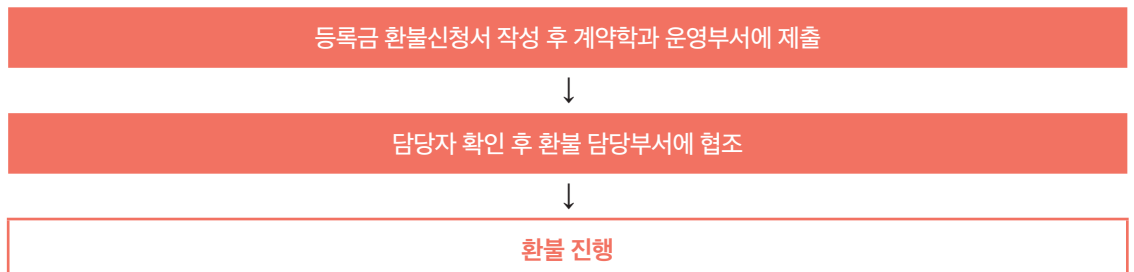 등록금 환불신청서 작성 후 계약학과 운영부서에 제출
↓
담당자 확인 후 환불 담당부서에 협조
↓
환불 진행